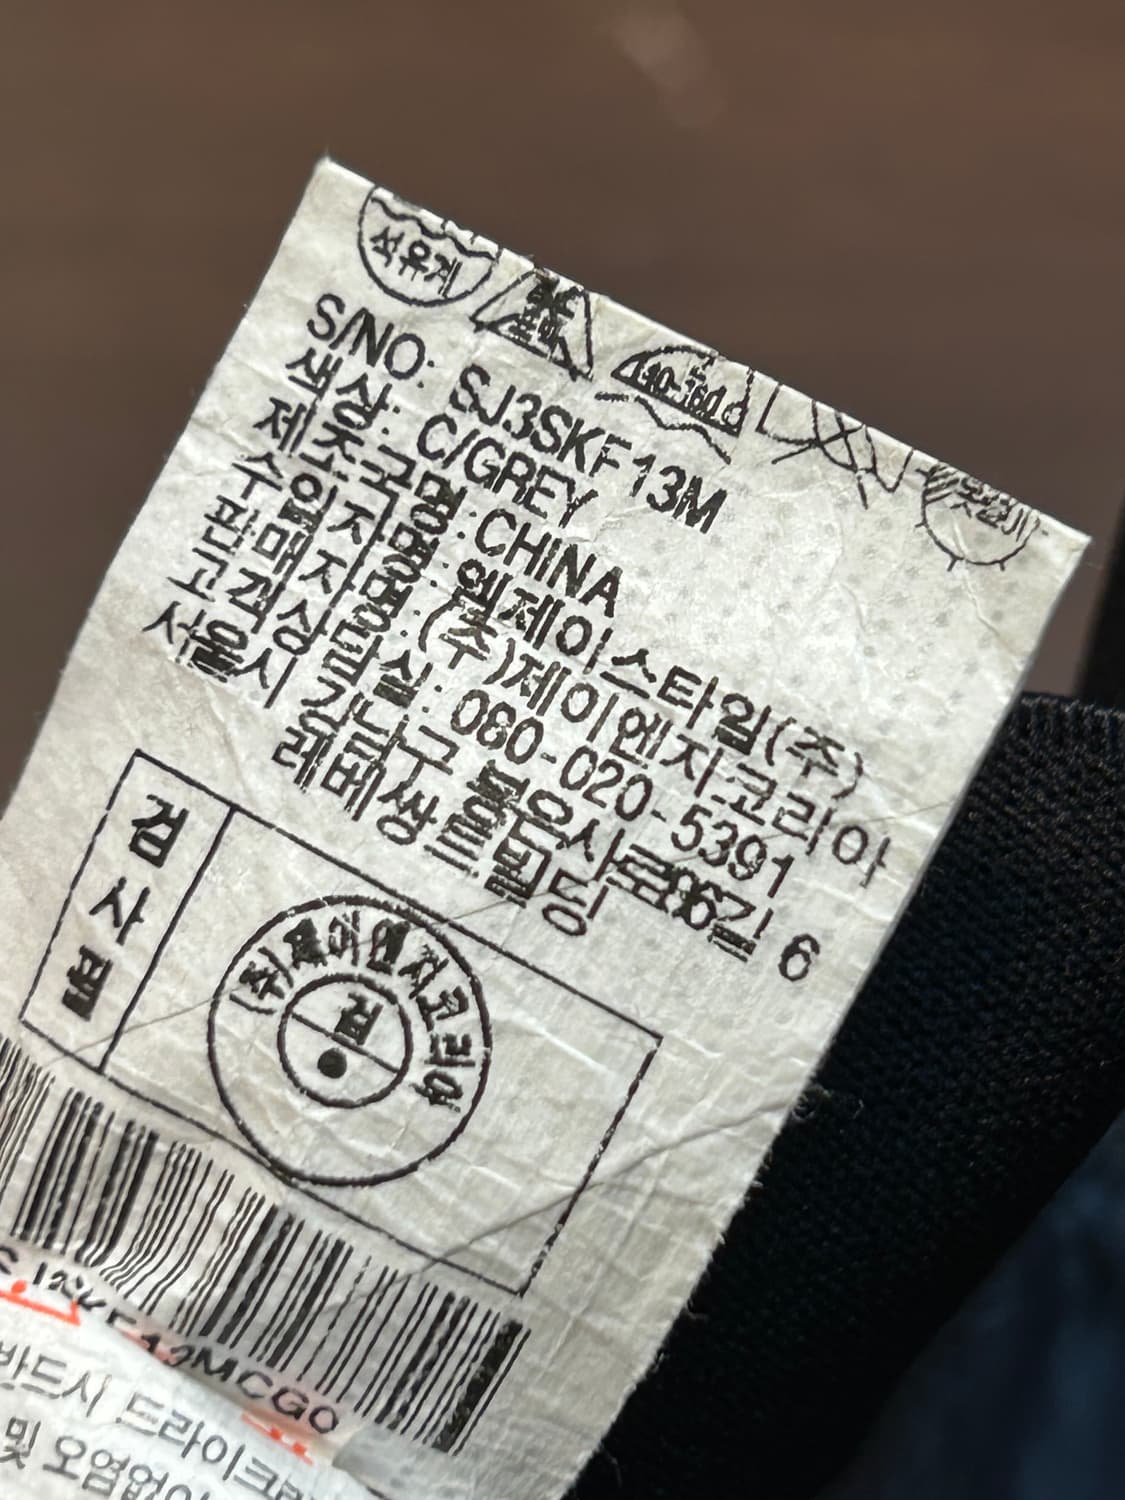 석유계
140~160℃
옷걸이
S/NO: SJ3SKF13M
색상: C/GREY
제조국명: CHINA
수입자명: 엘제이스타일(주)
판매자명: (주)제이엔지코리아
고객상담실: 080-020-5391
서울시 강남구 봉은사로86길 6
레베쌍트빌딩
검사필
(주)제이엔지코리아
검
F13MCGO
반드시 드라이크
및 오염없이